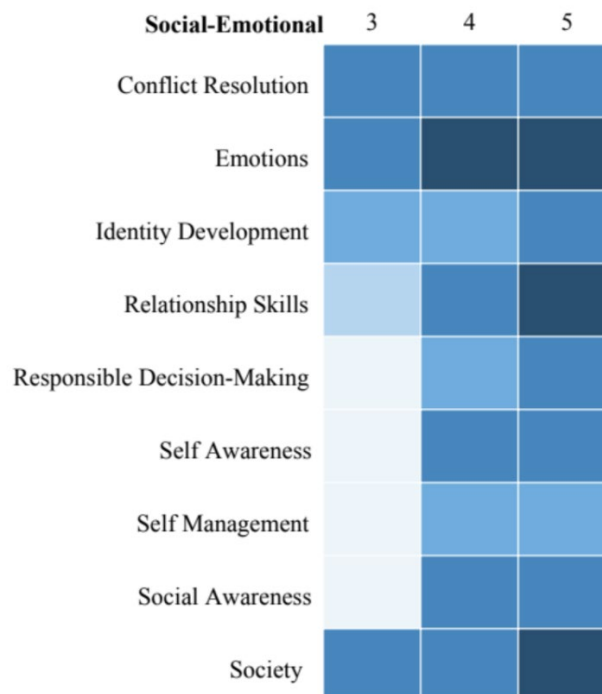 Social-Emotional 3 4 5
Conflict Resolution
Emotions
Identity Development
Relationship Skills
Responsible Decision-Making
Self Awareness
Self Management
Social Awareness
Society